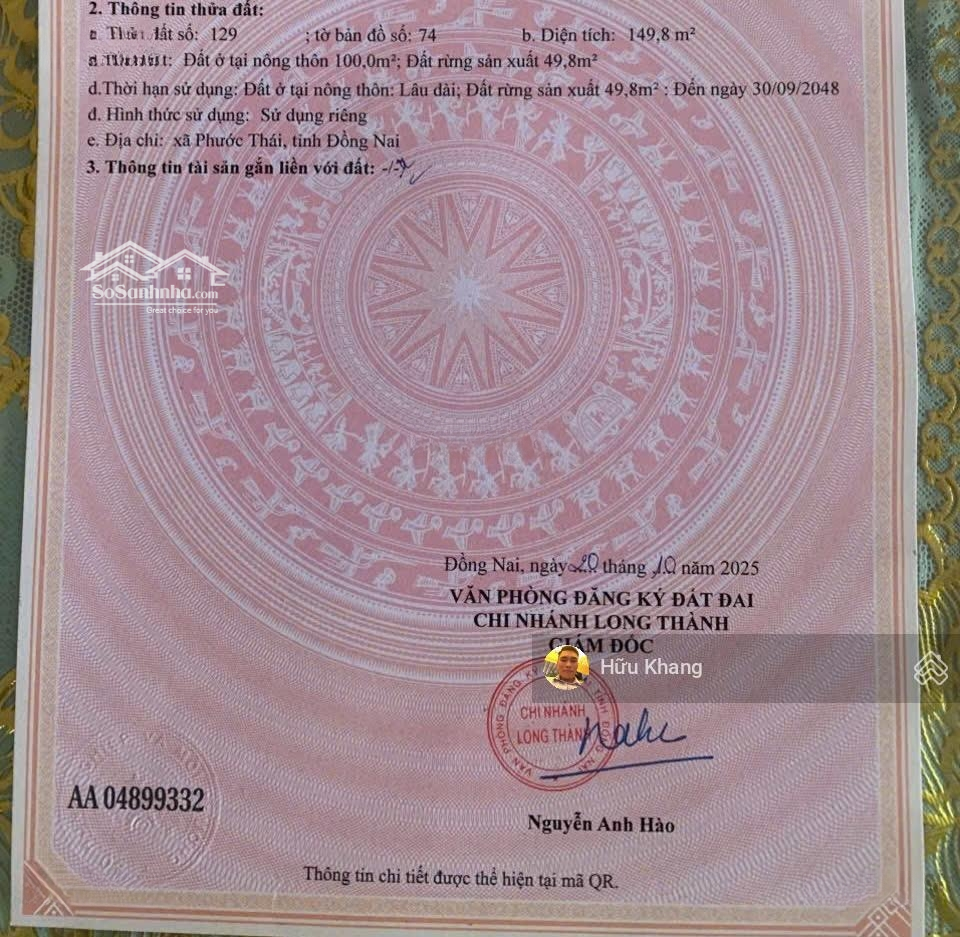 2. Thông tin thửa đất:
a. Thửa đất số: 129 ; tờ bản đồ số: 74 b. Diện tích: 149,8 m²
Đất ở tại nông thôn 100,0m²; Đất rừng sản xuất 49,8m²
d.Thời hạn sử dụng: Đất ở tại nông thôn: Lâu dài; Đất rừng sản xuất 49,8m² : Đến ngày 30/09/2048
đ. Hình thức sử dụng: Sử dụng riêng
e. Địa chỉ: xã Phước Thái, tỉnh Đồng Nai
3. Thông tin tài sản gắn liền với đất: -/-
SoSanhnha.com
Great choice for you
Đồng Nai, ngày 20 tháng 10 năm 2025
VĂN PHÒNG ĐĂNG KÝ ĐẤT ĐAI
CHI NHÁNH LONG THÀNH
GIÁM ĐỐC
Hữu Khang
CHI NHÁNH
LONG THÀNH
AA 04899332
Nguyễn Anh Hào
Thông tin chi tiết được thể hiện tại mã QR.